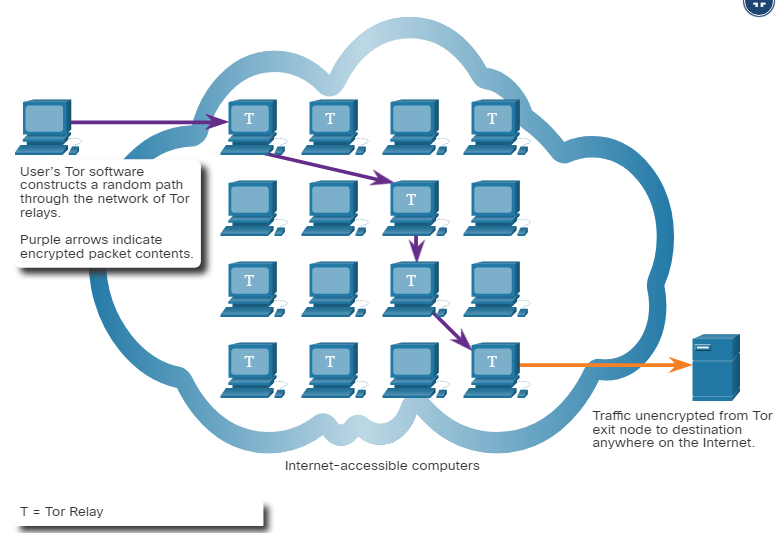 T
T
T
User's Tor software
constructs a random path
through the network of Tor
relays.
Purple arrows indicate
encrypted packet contents.
T
T
T
T
T
T
Traffic unencrypted from Tor
exit node to destination
anywhere on the Internet.
Internet-accessible computers
T = Tor Relay